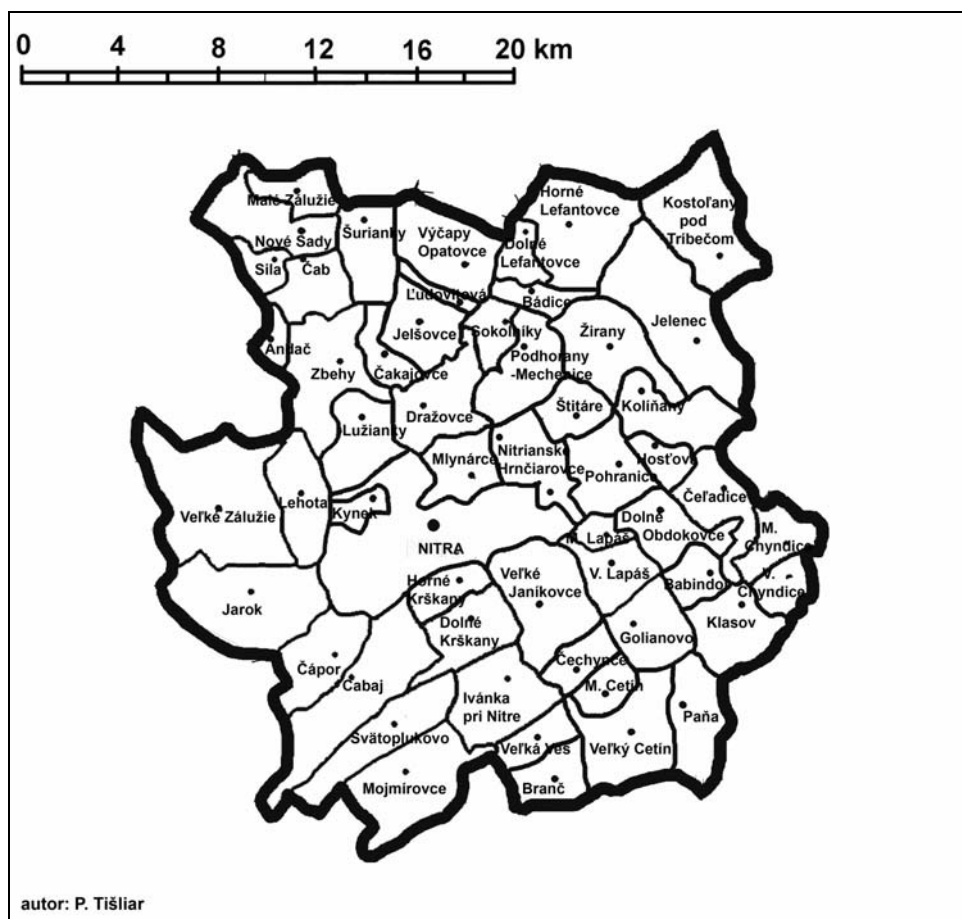 0 4 8 12 16 20 km
Malé Zálužie
Nové Sady
Šurianky
Výčapy
Opatovce
Horné
Lefantovce
Dolné
Lefantovce
Kostoľany
pod
Tribečom
Sila
Čab
Ľudovítová
Bádice
Jelšovce
Sokolníky
Žirany
Jelenec
Andač
Zbehy
Čakajovce
Podhorany
-Mechenice
Dražovce
Štitáre
Kolíňany
Lužianky
Mlynárce
Nitrianske
Hrnčiarovce
Pohranice
Hosťová
Čeľadice
Veľké Zálužie
Lehota
Kynek
NITRA
M. Lapáš
Dolné
Obdokovce
M.
Chyndice
Horné
Krškany
Veľké
Janíkovce
V. Lapáš
Babindol
V.
Chyndice
Jarok
Dolné
Krškany
Golianovo
Klasov
Čápor
Cabaj
Čechynce
M. Cetín
Ivánka
pri Nitre
Paňa
Svätoplukovo
Veľká Ves
Veľký Cetín
Mojmírovce
Branč
autor: P. Tišliar